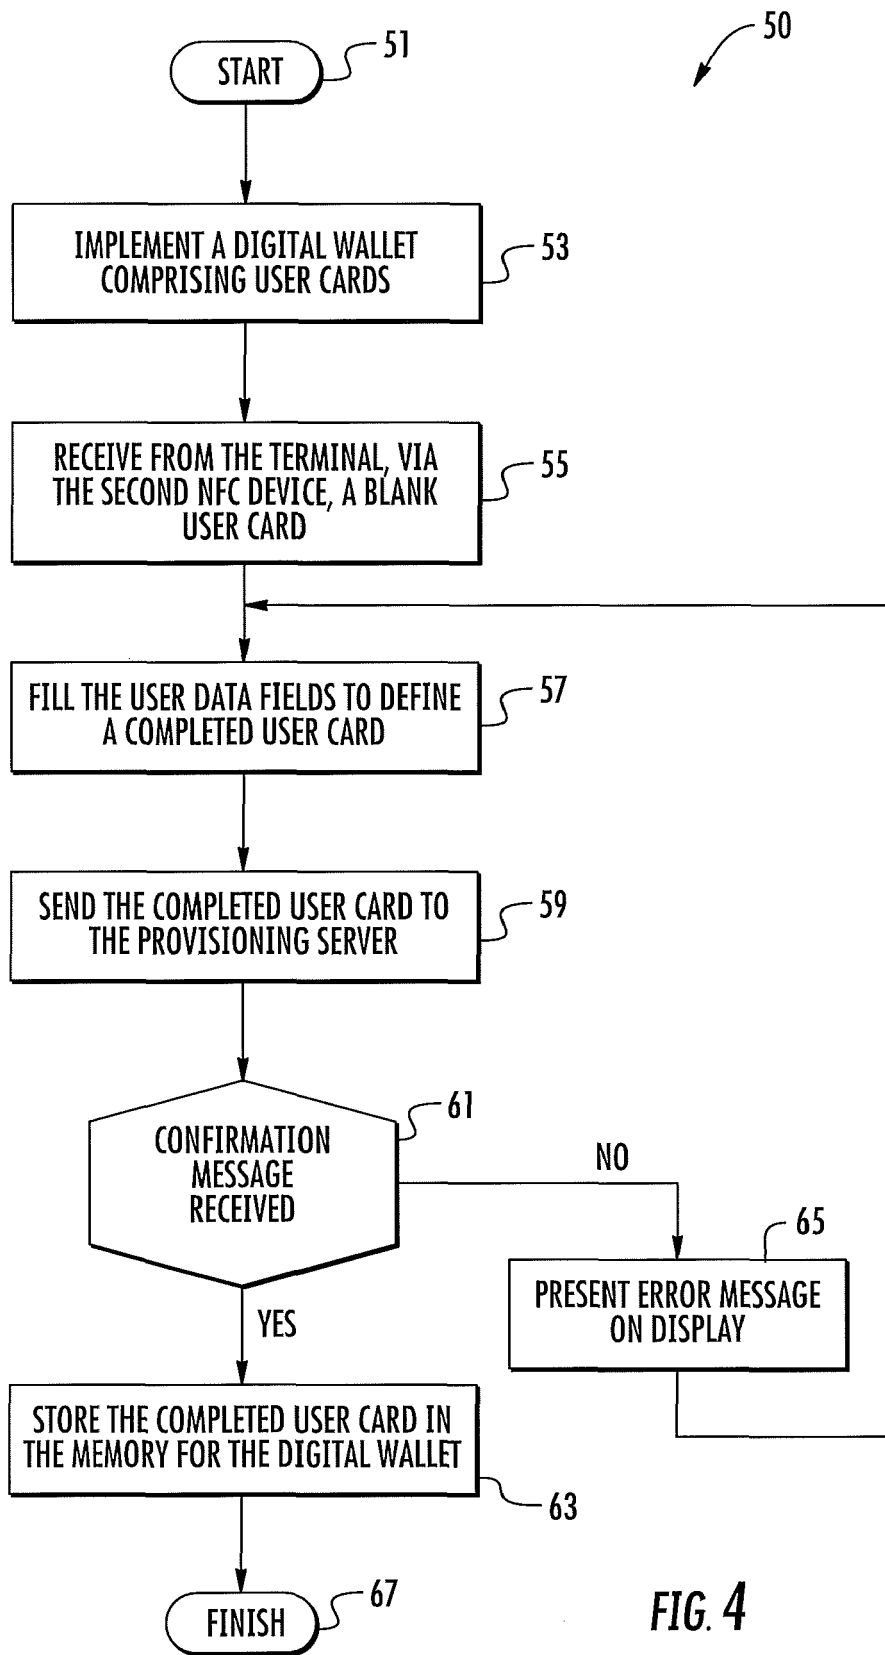 50
START
51
IMPLEMENT A DIGITAL WALLET
COMPRISING USER CARDS
53
RECEIVE FROM THE TERMINAL, VIA
THE SECOND NFC DEVICE, A BLANK
USER CARD
55
FILL THE USER DATA FIELDS TO DEFINE
A COMPLETED USER CARD
57
SEND THE COMPLETED USER CARD TO
THE PROVISIONING SERVER
59
CONFIRMATION
MESSAGE
RECEIVED
61
NO
65
PRESENT ERROR MESSAGE
ON DISPLAY
YES
STORE THE COMPLETED USER CARD IN
THE MEMORY FOR THE DIGITAL WALLET
63
FINISH
67
FIG. 4